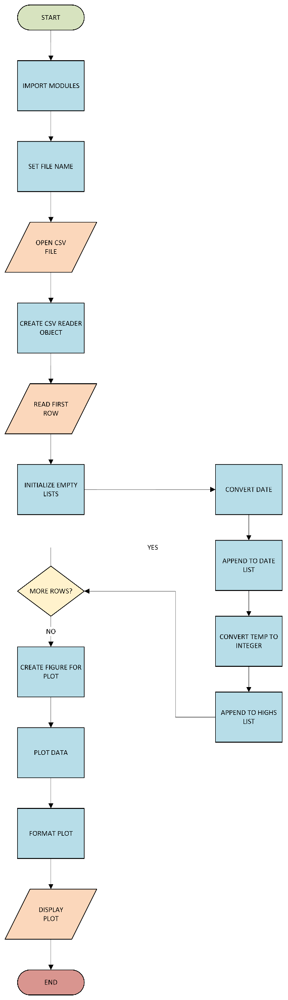 START
IMPORT MODULES
SET FILE NAME
OPEN CSV
FILE
CREATE CSV READER
OBJECT
READ FIRST
ROW
INITIALIZE EMPTY
LISTS
CONVERT DATE
APPEND TO DATE
LIST
CONVERT TEMP TO
INTEGER
APPEND TO HIGHS
LIST
YES
MORE ROWS?
NO
CREATE FIGURE FOR
PLOT
PLOT DATA
FORMAT PLOT
DISPLAY
PLOT
END